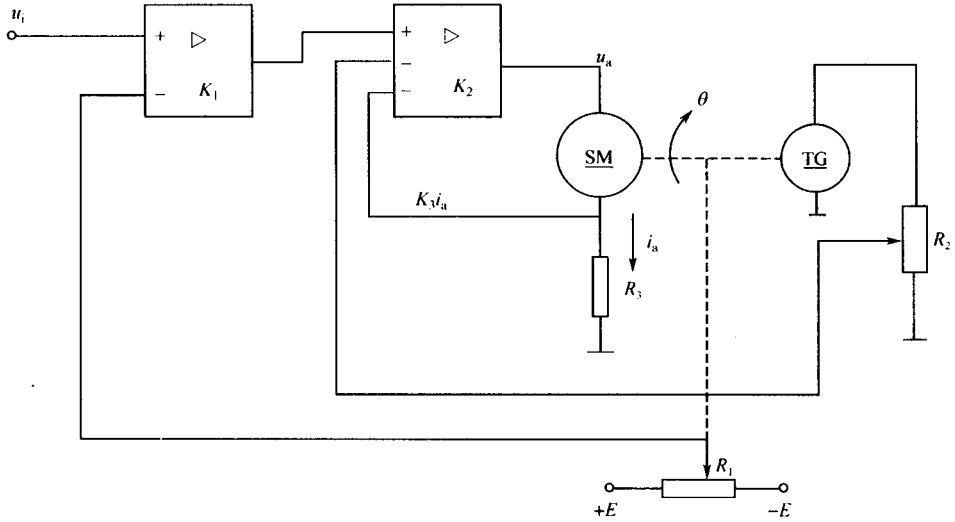 u_i
+
▷
−
K_1
+
▷
−
−
K_2
u_a
SM
θ
TG
K_3i_a
i_a
R_3
R_2
R_1
+E
−E